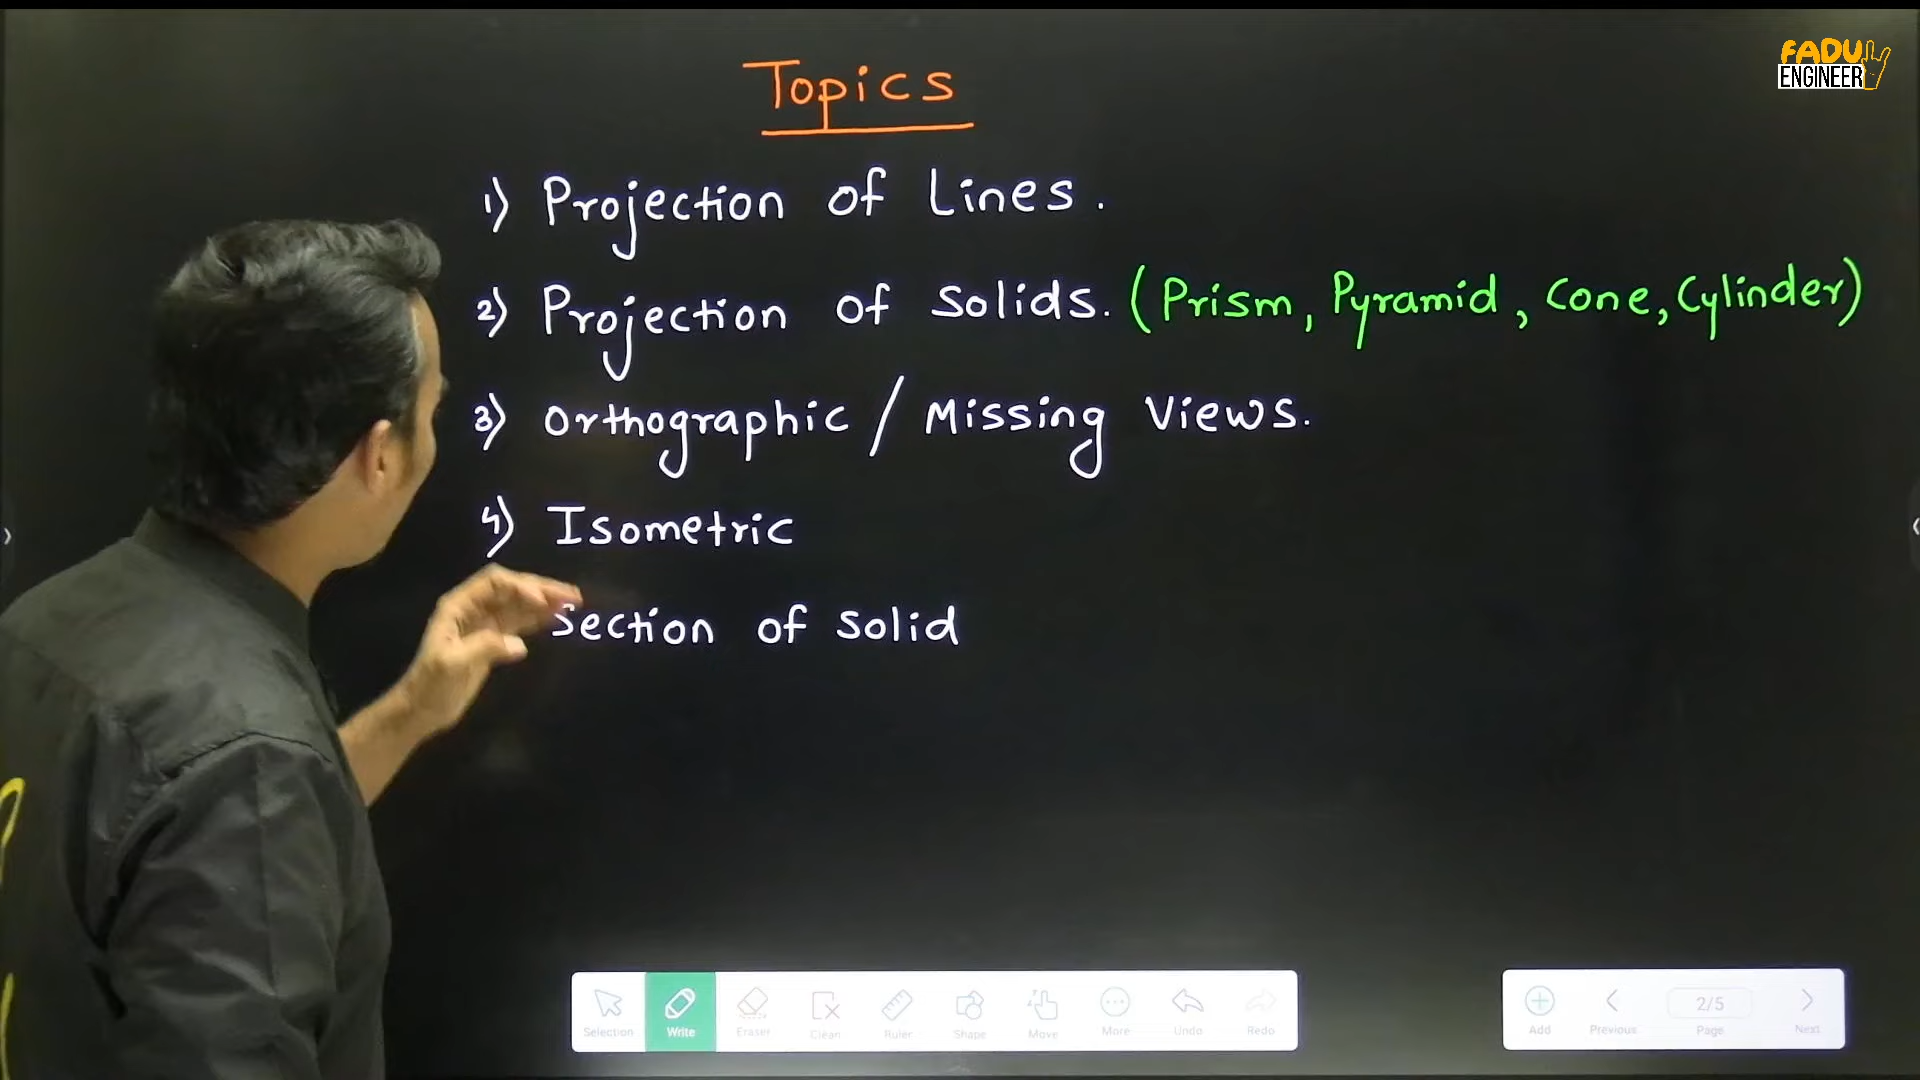 FADU
ENGINEER
Topics
1) Projection of Lines.
2) Projection of Solids. (Prism, Pyramid, Cone, Cylinder)
3) Orthographic / Missing Views.
4) Isometric
Section of Solid
Selection Write Eraser Clean Ruler Shape Move More Undo Redo
Add Previous 2/5 Page Next